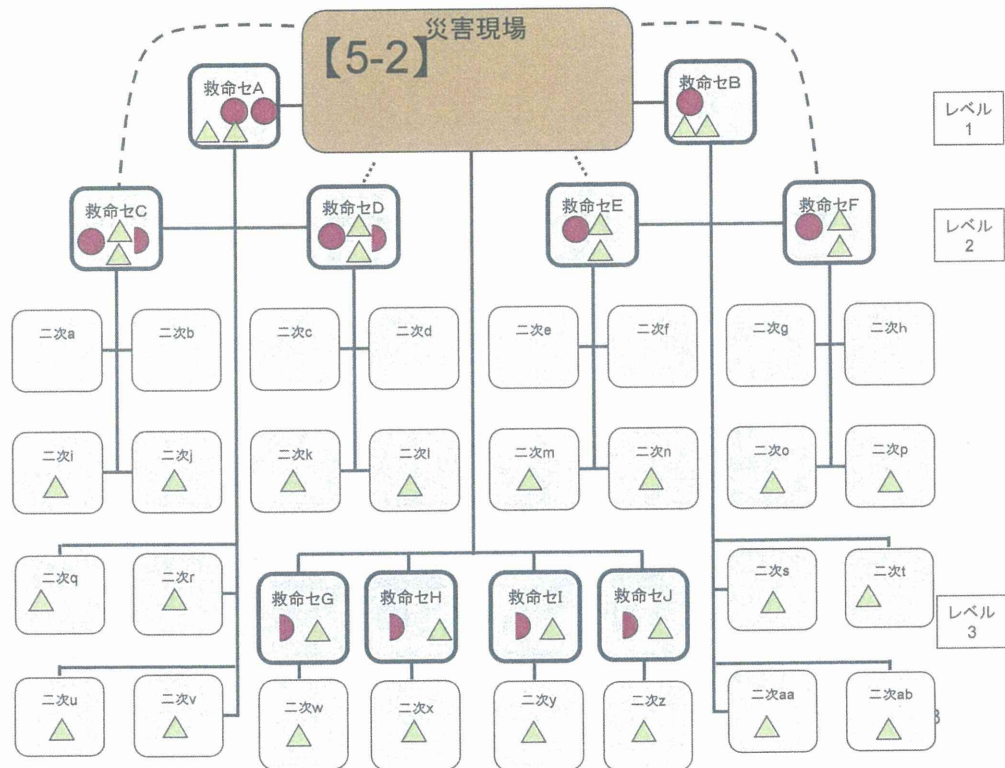 災害現場
【5-2】
救命セA
救命セB
レベル
1
救命セC
救命セD
救命セE
救命セF
レベル
2
二次a
二次b
二次c
二次d
二次e
二次f
二次g
二次h
二次i
二次j
二次k
二次l
二次m
二次n
二次o
二次p
二次q
二次r
救命セG
救命セH
救命セI
救命セJ
二次s
二次t
レベル
3
二次u
二次v
二次w
二次x
二次y
二次z
二次aa
二次ab